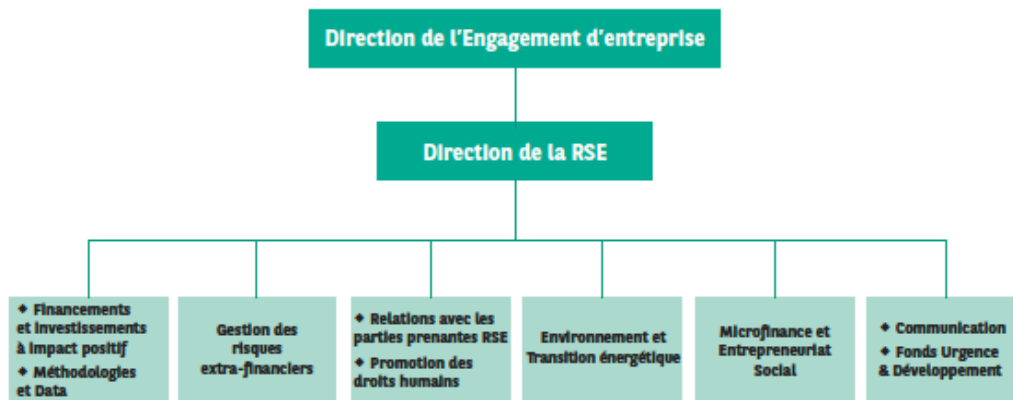 Direction de l'Engagement d'entreprise
Direction de la RSE
◆ Financements
et investissements
à impact positif
◆ Méthodologies
et Data
Gestion des
risques
extra-financiers
◆ Relations avec les
parties prenantes RSE
◆ Promotion des
droits humains
Environnement et
Transition énergétique
Microfinance et
Entrepreneuriat
Social
◆ Communication
◆ Fonds Urgence
& Développement